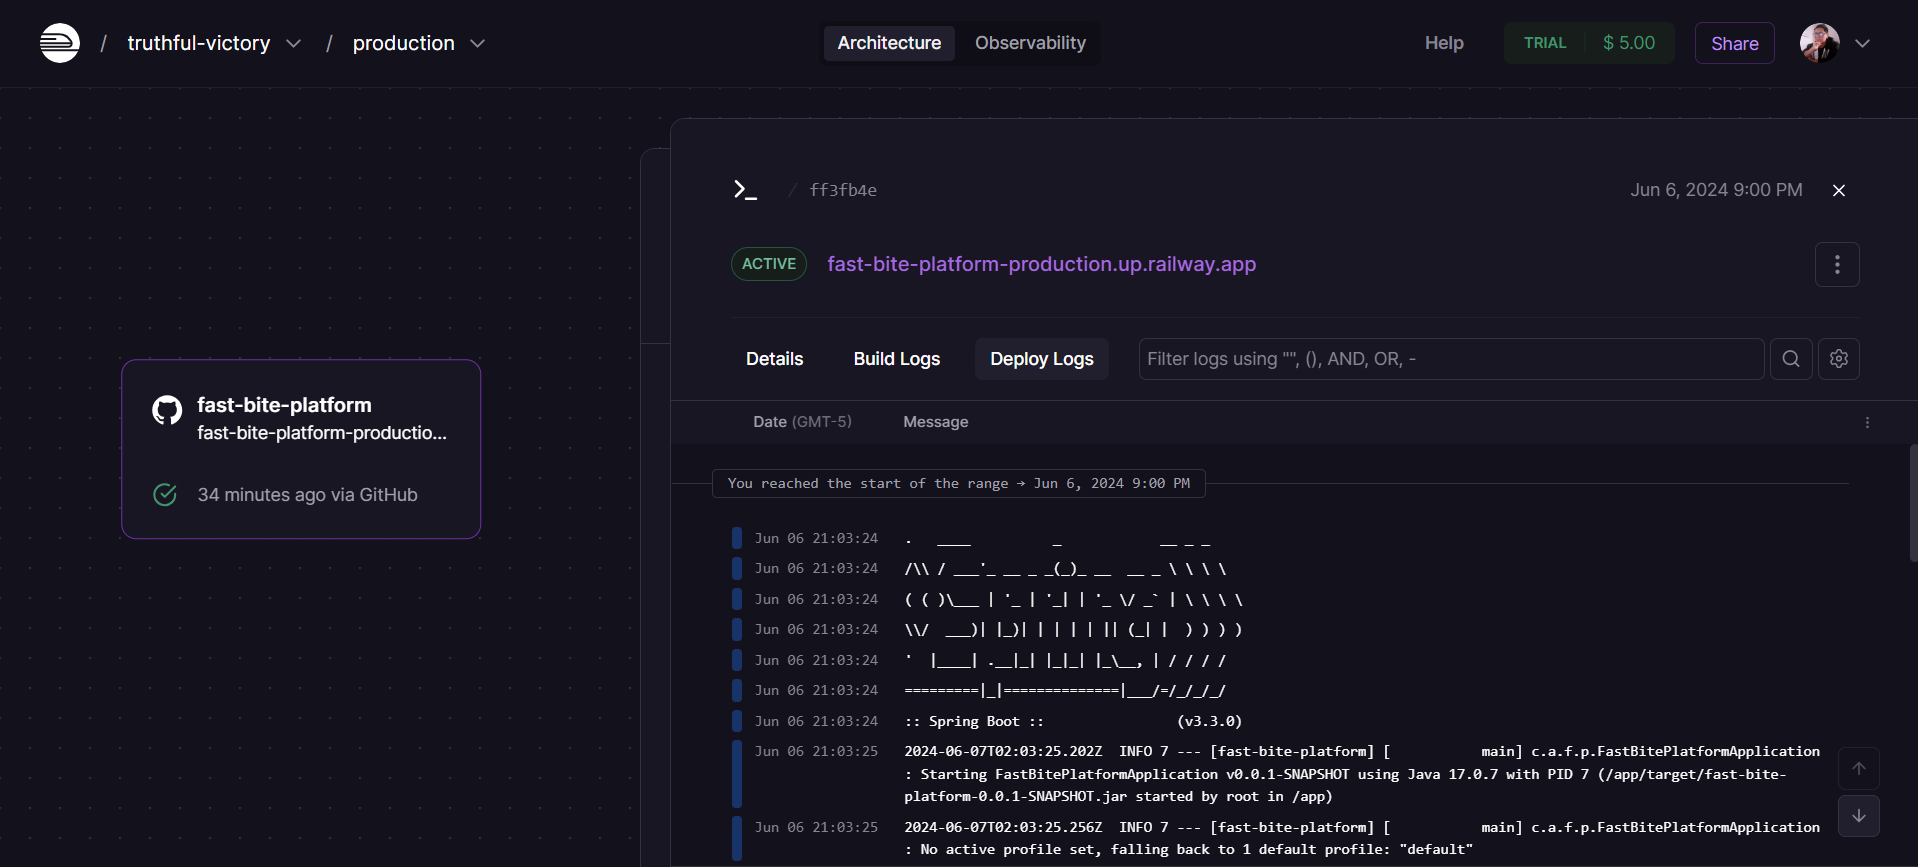 / truthful-victory / production Architecture Observability Help TRIAL $ 5.00 Share
>_ / ff3fb4e Jun 6, 2024 9:00 PM
ACTIVE fast-bite-platform-production.up.railway.app
Details Build Logs Deploy Logs Filter logs using "", (), AND, OR, -
fast-bite-platform
fast-bite-platform-productio...
34 minutes ago via GitHub
Date (GMT-5) Message
You reached the start of the range → Jun 6, 2024 9:00 PM
Jun 06 21:03:24 .   ____          _            __ _ _
Jun 06 21:03:24 /\\ / ___'_ __ _ _(_)_ __  __ _ \ \ \ \
Jun 06 21:03:24 ( ( )\___ | '_ | '_| | '_ \/ _` | \ \ \ \
Jun 06 21:03:24 \\/  ___)| |_)| | | | | || (_| |  ) ) ) )
Jun 06 21:03:24 '  |____| .__|_| |_|_| |_\__, | / / / /
Jun 06 21:03:24 =========|_|==============|___/=/_/_/_/
Jun 06 21:03:24 :: Spring Boot ::                (v3.3.0)
Jun 06 21:03:25 2024-06-07T02:03:25.202Z  INFO 7 --- [fast-bite-platform] [           main] c.a.f.p.FastBitePlatformApplication
: Starting FastBitePlatformApplication v0.0.1-SNAPSHOT using Java 17.0.7 with PID 7 (/app/target/fast-bite-
platform-0.0.1-SNAPSHOT.jar started by root in /app)
Jun 06 21:03:25 2024-06-07T02:03:25.256Z  INFO 7 --- [fast-bite-platform] [           main] c.a.f.p.FastBitePlatformApplication
: No active profile set, falling back to 1 default profile: "default"